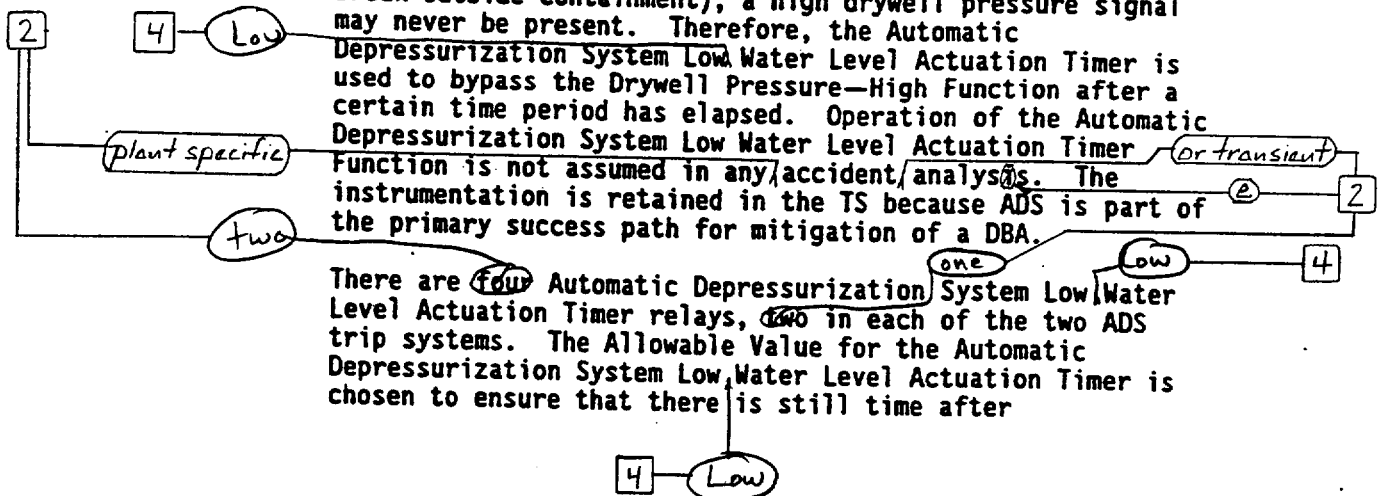 break outside containment), a high drywell pressure signal
2 4 Low may never be present. Therefore, the Automatic
Depressurization System Low Water Level Actuation Timer is
used to bypass the Drywell Pressure—High Function after a
certain time period has elapsed. Operation of the Automatic
plant specific Depressurization System Low Water Level Actuation Timer or transient
Function is not assumed in any accident analysis. The e 2
instrumentation is retained in the TS because ADS is part of
two the primary success path for mitigation of a DBA.
one Low 4
There are four Automatic Depressurization System Low Water
Level Actuation Timer relays, two in each of the two ADS
trip systems. The Allowable Value for the Automatic
Depressurization System Low Water Level Actuation Timer is
chosen to ensure that there is still time after
4 Low